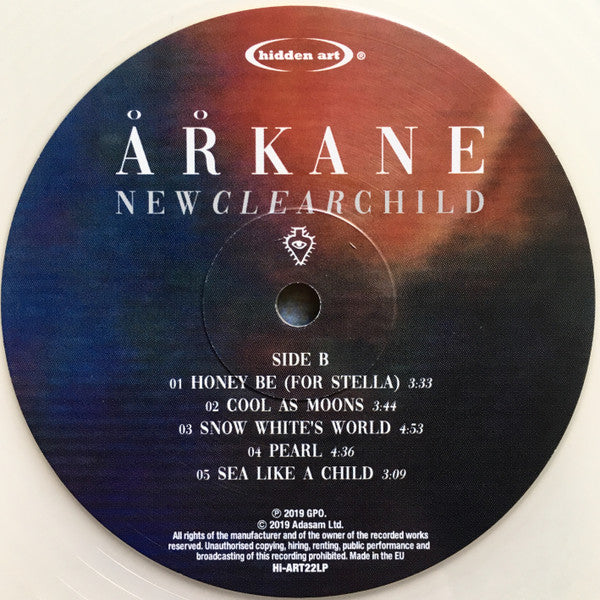 hidden art ®
ÅR̊KANE
NEWCLEARCHILD
SIDE B
01 HONEY BE (FOR STELLA) 3:33
02 COOL AS MOONS 3:44
03 SNOW WHITE'S WORLD 4:53
04 PEARL 4:36
05 SEA LIKE A CHILD 3:09
℗ 2019 GPO.
© 2019 Adasam Ltd.
All rights of the manufacturer and of the owner of the recorded works
reserved. Unauthorised copying, hiring, renting, public performance and
broadcasting of this recording prohibited. Made in the EU
Hi-ART22LP